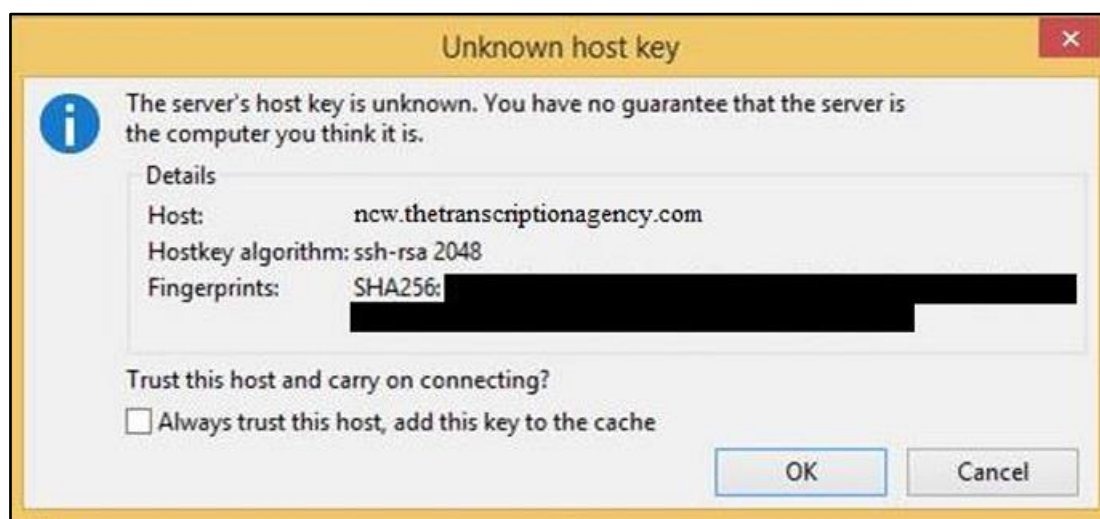 Unknown host key
The server's host key is unknown. You have no guarantee that the server is
the computer you think it is.
Details
Host: ncw.thetranscriptionagency.com
Hostkey algorithm: ssh-rsa 2048
Fingerprints: SHA256:
Trust this host and carry on connecting?
Always trust this host, add this key to the cache
OK Cancel